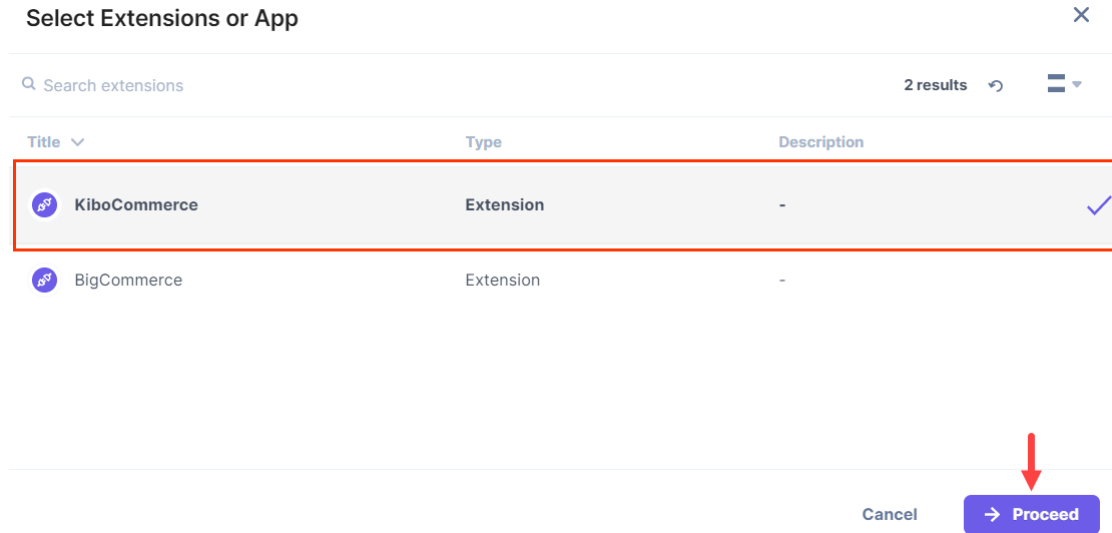 Select Extensions or App
Search extensions
2 results
Title Type Description
KiboCommerce Extension -
BigCommerce Extension -
Cancel Proceed